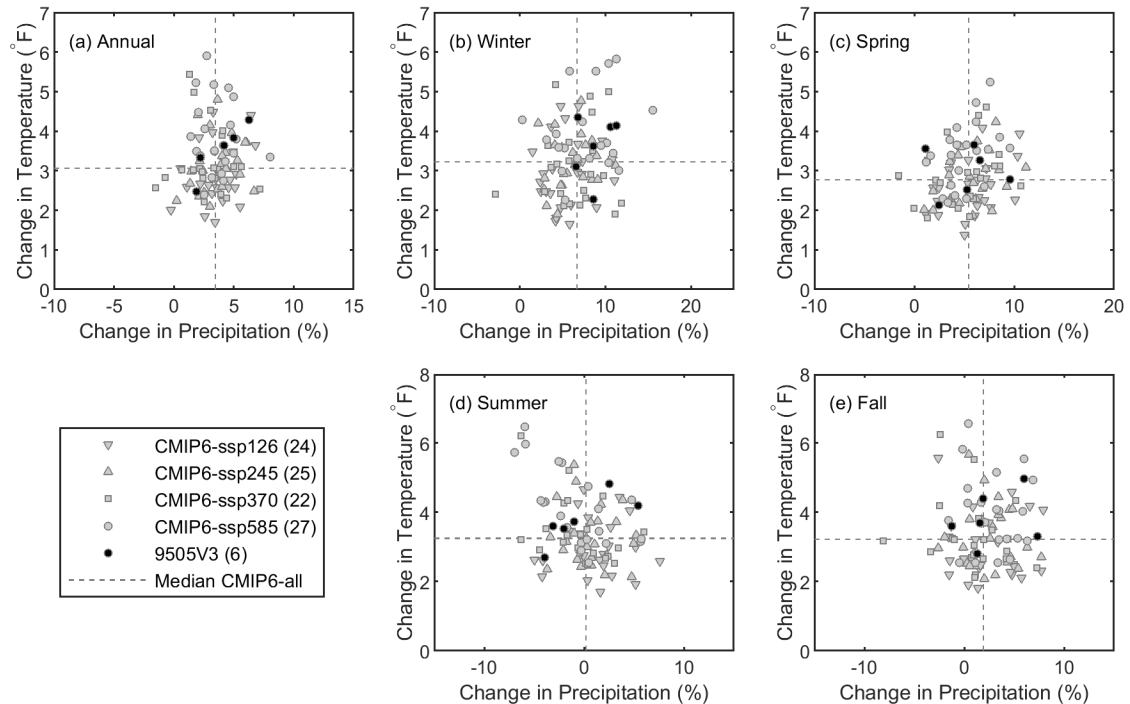 (a) Annual
Change in Temperature (°F)
7
6
5
4
3
2
1
0
-10
-5
0
5
10
15
Change in Precipitation (%)
(b) Winter
Change in Temperature (°F)
7
6
5
4
3
2
1
0
-10
0
10
20
Change in Precipitation (%)
(c) Spring
Change in Temperature (°F)
7
6
5
4
3
2
1
0
-10
0
10
20
Change in Precipitation (%)
CMIP6-ssp126 (24)
CMIP6-ssp245 (25)
CMIP6-ssp370 (22)
CMIP6-ssp585 (27)
9505V3 (6)
Median CMIP6-all
(d) Summer
Change in Temperature (°F)
8
6
4
2
0
-10
0
10
Change in Precipitation (%)
(e) Fall
Change in Temperature (°F)
8
6
4
2
0
-10
0
10
Change in Precipitation (%)